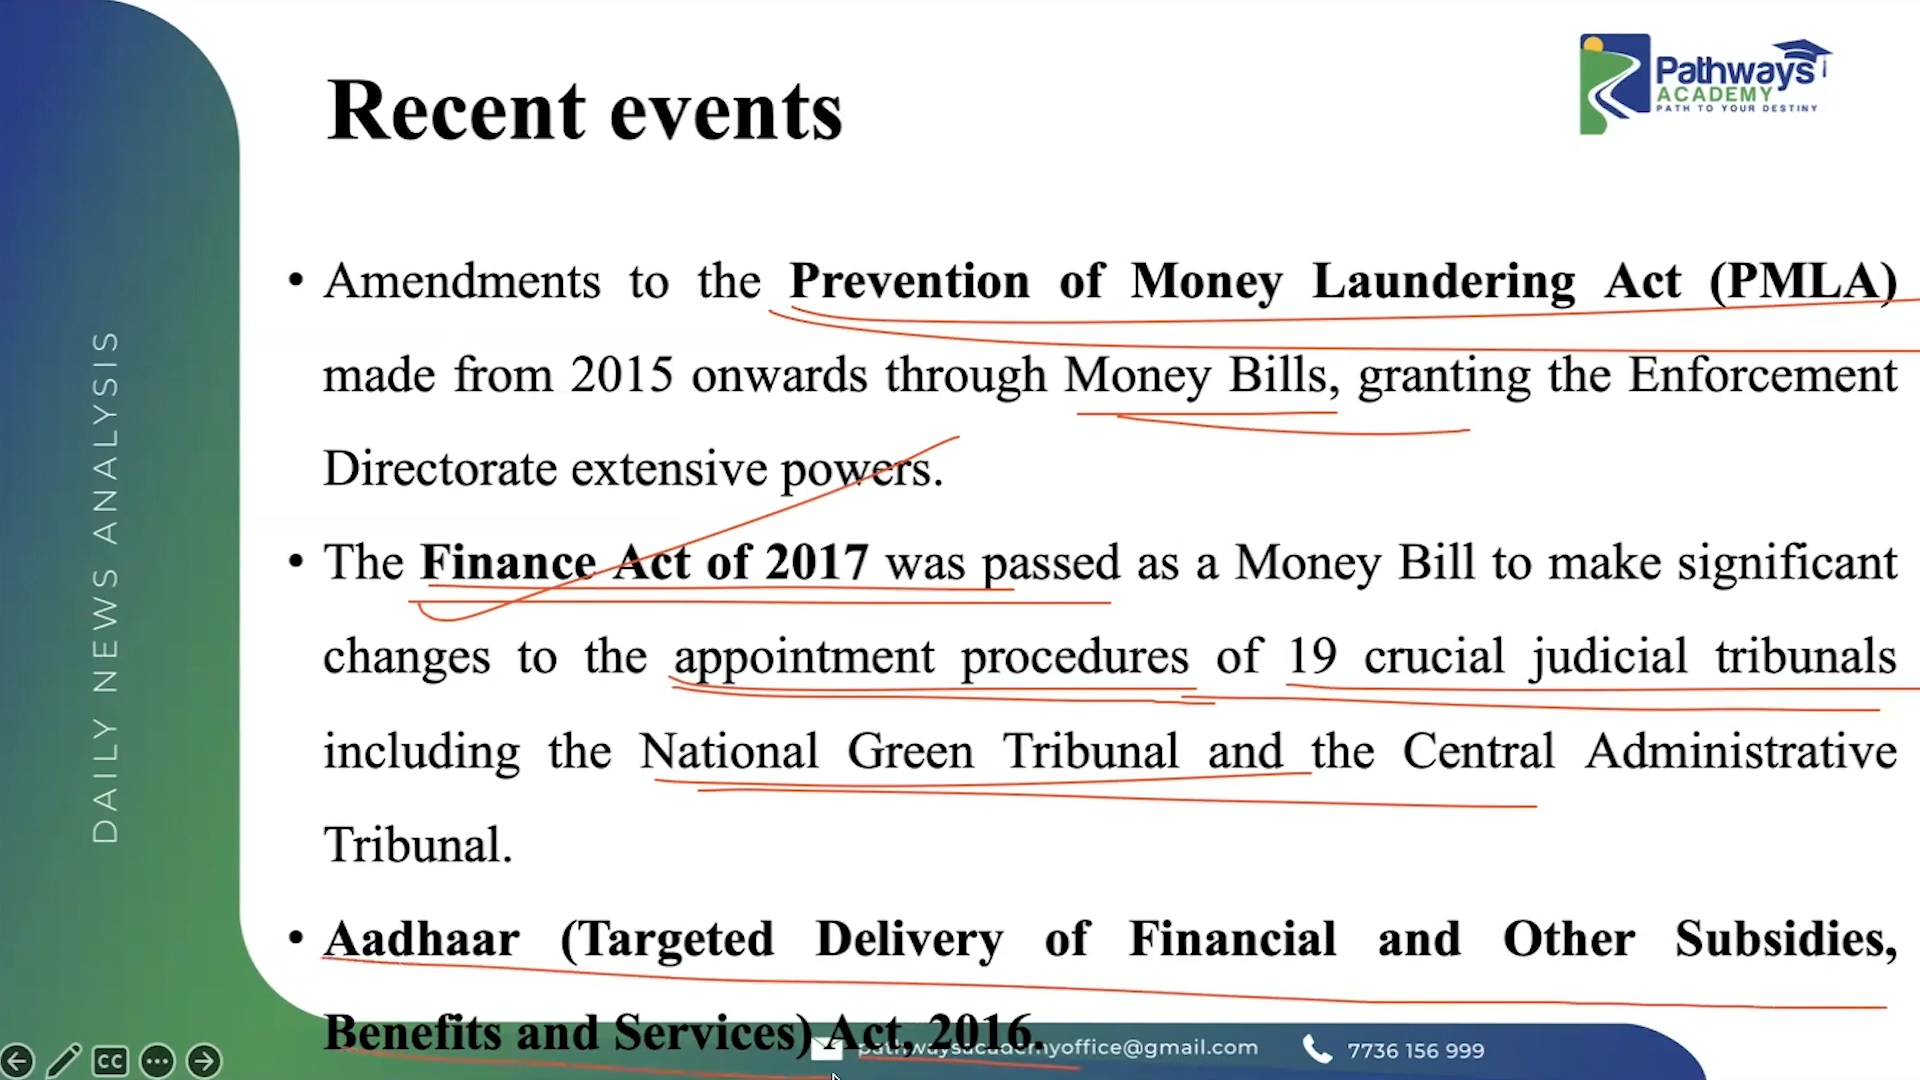 Recent events
Pathways
ACADEMY
PATH TO YOUR DESTINY
• Amendments to the Prevention of Money Laundering Act (PMLA)
made from 2015 onwards through Money Bills, granting the Enforcement
Directorate extensive powers.
• The Finance Act of 2017 was passed as a Money Bill to make significant
changes to the appointment procedures of 19 crucial judicial tribunals
including the National Green Tribunal and the Central Administrative
Tribunal.
• Aadhaar (Targeted Delivery of Financial and Other Subsidies,
Benefits and Services) Act, 2016.
DAILY NEWS ANALYSIS
CC
pathwaysacademyoffice@gmail.com
7736 156 999